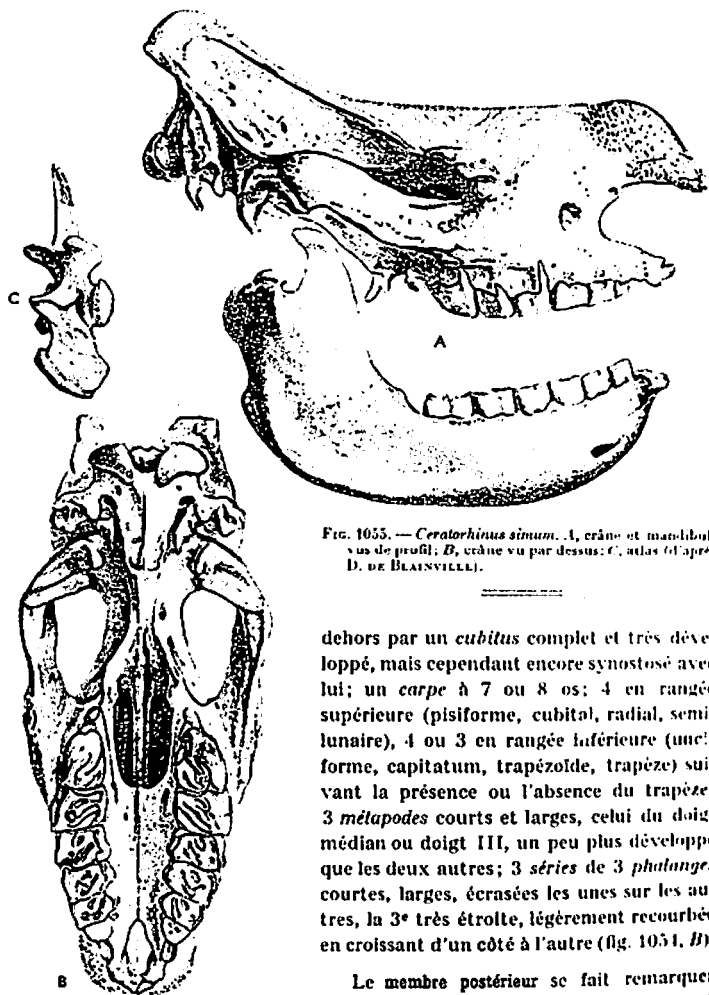 C
A
FIG. 1055. — Ceratorhinus simum. A, crâne et mandibul
vus de profil; B, crâne vu par dessus; C, atlas (d'aprè
D. DE BLAINVILLE).
dehors par un cubitus complet et très déve
loppé, mais cependant encore synostosé avec
lui; un carpe à 7 ou 8 os; 4 en rangée
supérieure (pisiforme, cubital, radial, semi
lunaire), 4 ou 3 en rangée inférieure (unci
forme, capitatum, trapézoïde, trapèze) sui
vant la présence ou l'absence du trapèze
3 métapodes courts et larges, celui du doig
médian ou doigt III, un peu plus développé
que les deux autres; 3 séries de 3 phalange
courtes, larges, écrasées les unes sur les au
tres, la 3e très étroite, légèrement recourbée
en croissant d'un côté à l'autre (fig. 1054, B)
Le membre postérieur se fait remarquer
B